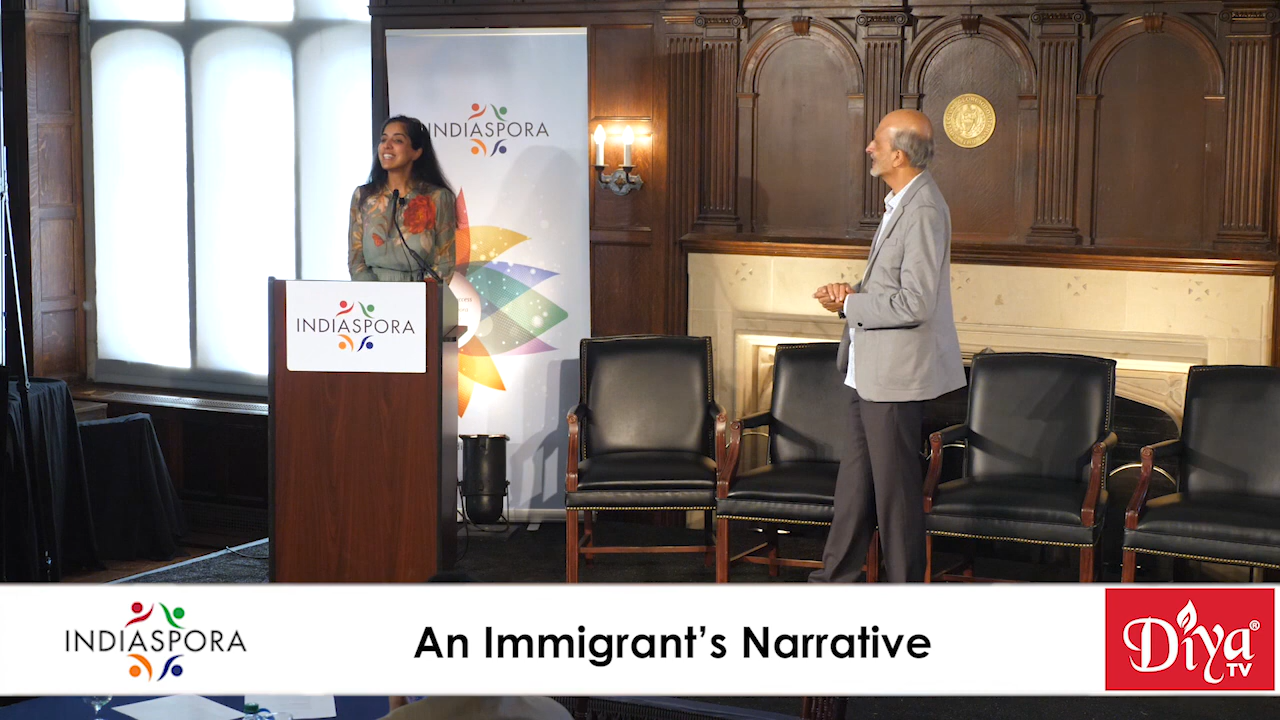 INDIASPORA
INDIASPORA
INDIASPORA
An Immigrant’s Narrative
Diya®
TV